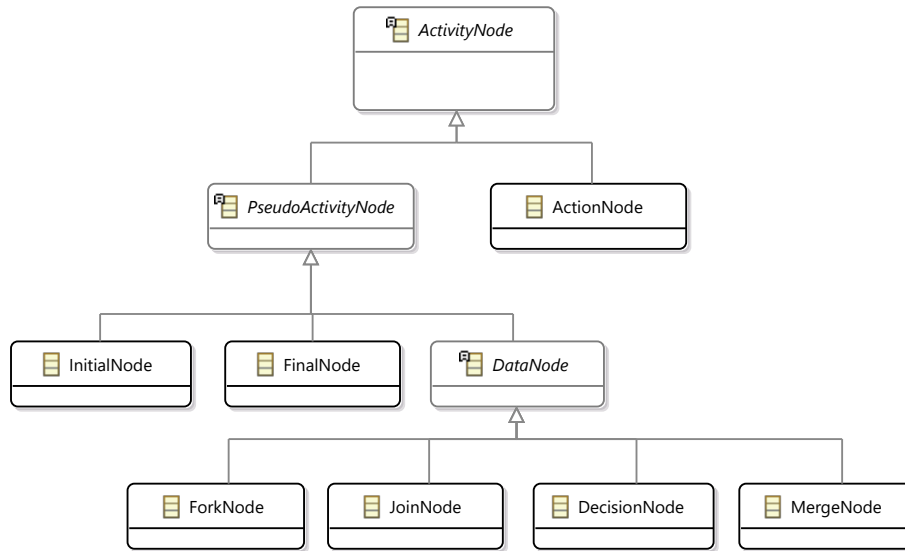 ActivityNode
PseudoActivityNode
ActionNode
InitialNode
FinalNode
DataNode
ForkNode
JoinNode
DecisionNode
MergeNode